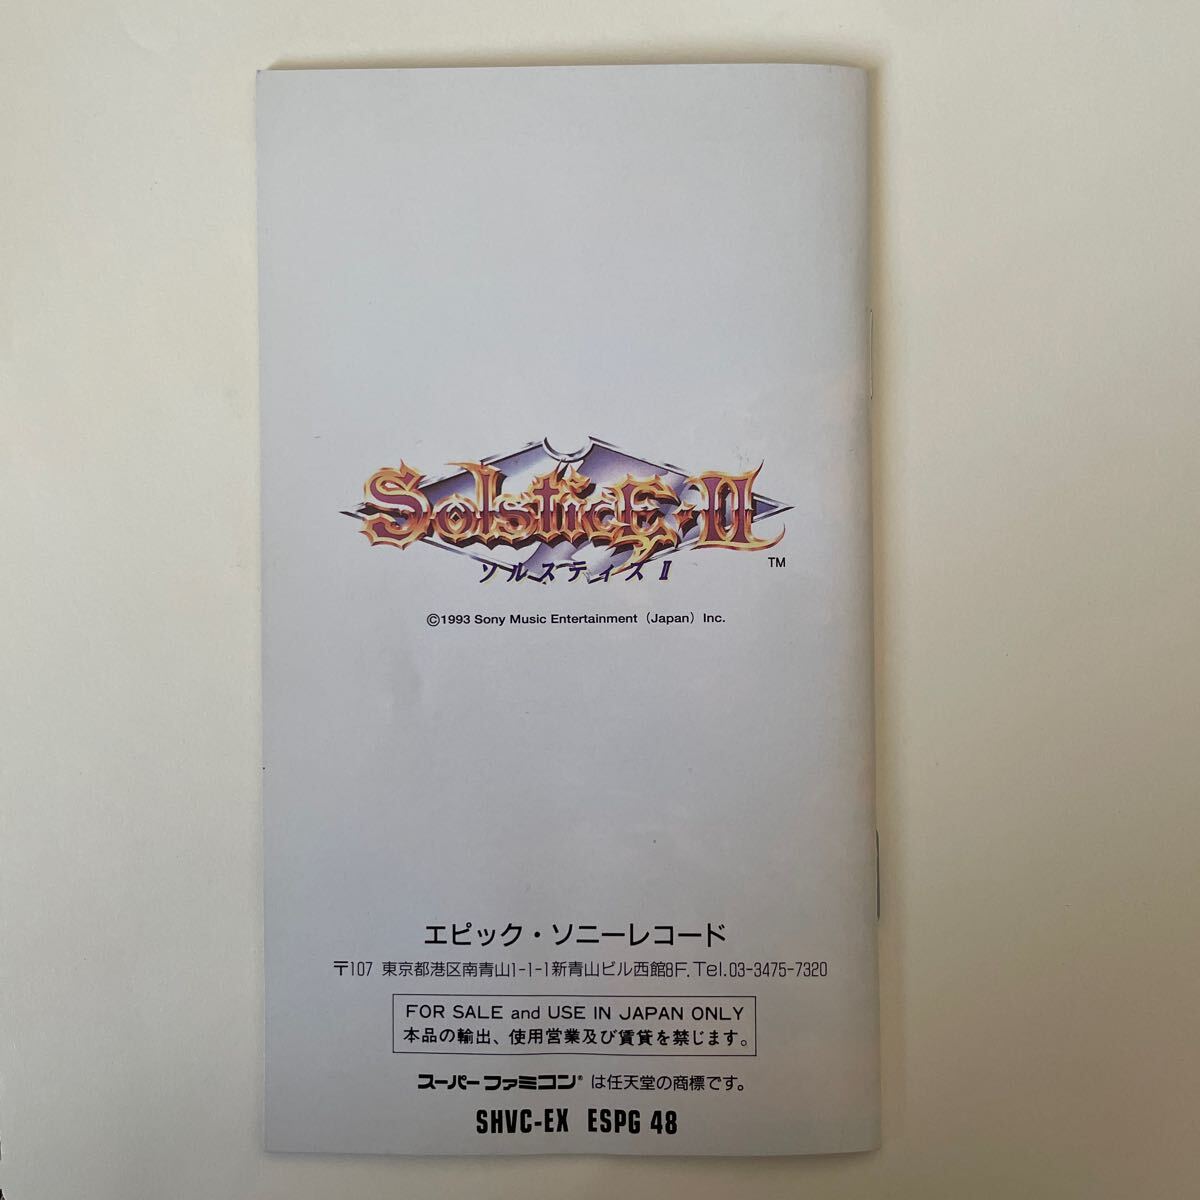 SolsticE・II
TM
ソルスティスII
©1993 Sony Music Entertainment（Japan）Inc.
エピック・ソニーレコード
〒107 東京都港区南青山1-1-1新青山ビル西館8F. Tel.03-3475-7320
FOR SALE and USE IN JAPAN ONLY
本品の輸出、使用営業及び賃貸を禁じます。
スーパーファミコン®は任天堂の商標です。
SHVC-EX ESPG 48